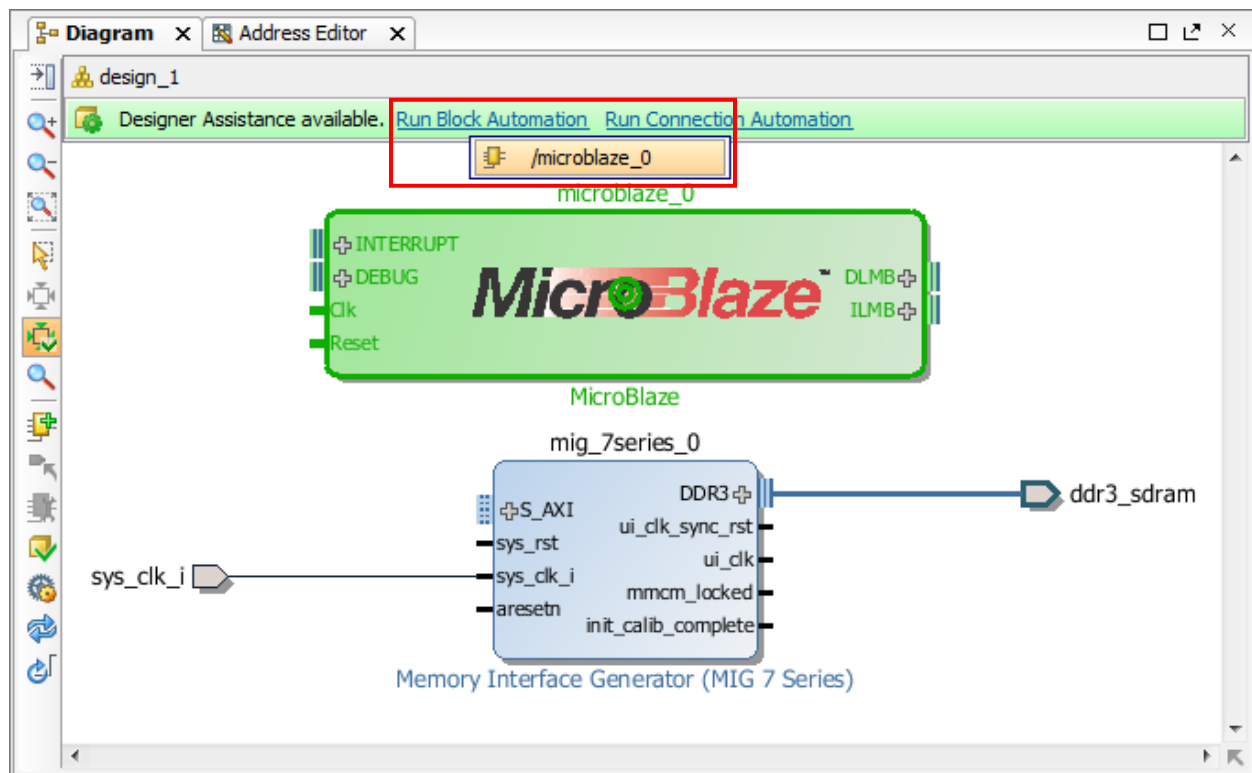 Diagram X Address Editor X
design_1
Designer Assistance available. Run Block Automation Run Connection Automation
/microblaze_0
microblaze_0
INTERRUPT
DEBUG
Clk
Reset
MicroBlaze™
DLMB
ILMB
MicroBlaze
mig_7series_0
S_AXI
sys_rst
sys_clk_i
aresetn
DDR3
ui_clk_sync_rst
ui_clk
mmcm_locked
init_calib_complete
sys_clk_i
ddr3_sdram
Memory Interface Generator (MIG 7 Series)